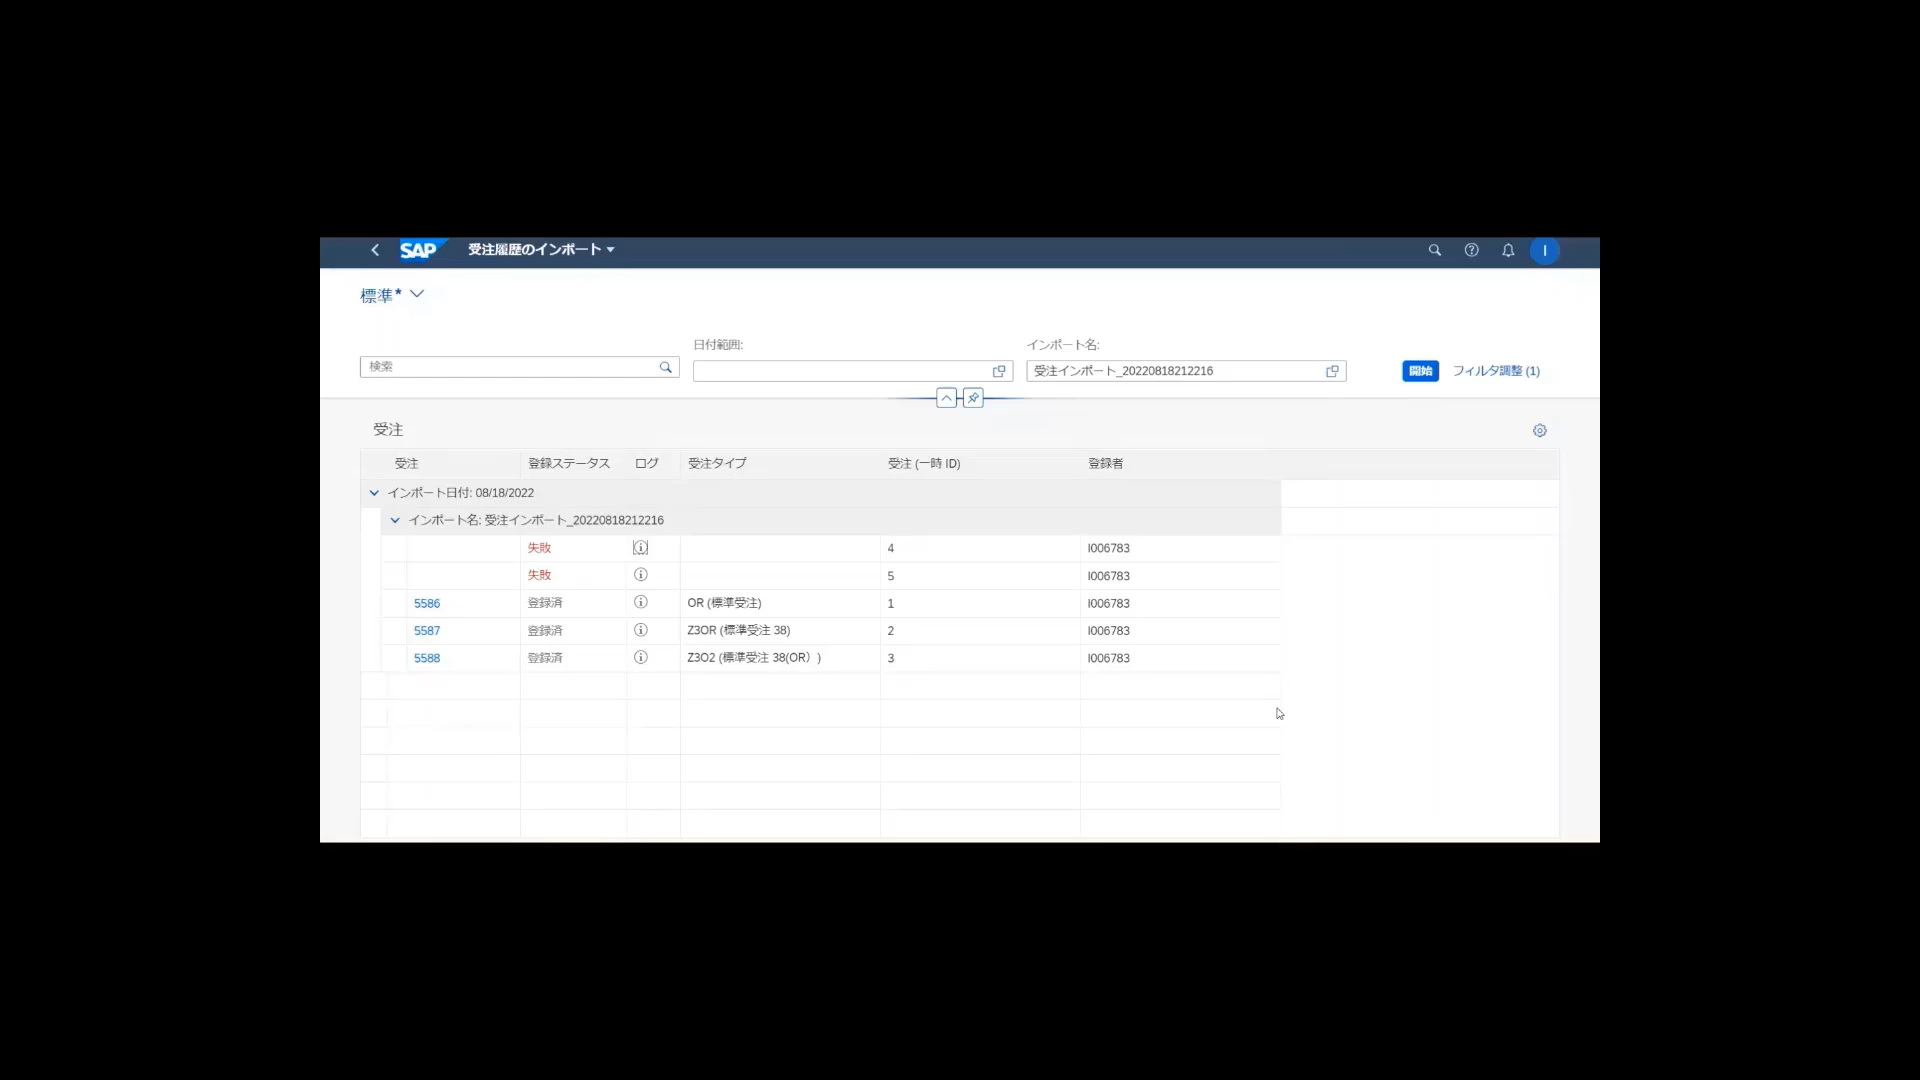 SAP 受注履歴のインポート I
標準*
日付範囲: インポート名:
検索 受注インポート_20220818212216 開始 フィルタ調整 (1)
受注
受注 登録ステータス ログ 受注タイプ 受注 (一時 ID) 登録者
インポート日付: 08/18/2022
インポート名: 受注インポート_20220818212216
失敗 4 I006783
失敗 5 I006783
5586 登録済 OR (標準受注) 1 I006783
5587 登録済 Z3OR (標準受注 38) 2 I006783
5588 登録済 Z3O2 (標準受注 38(OR）) 3 I006783